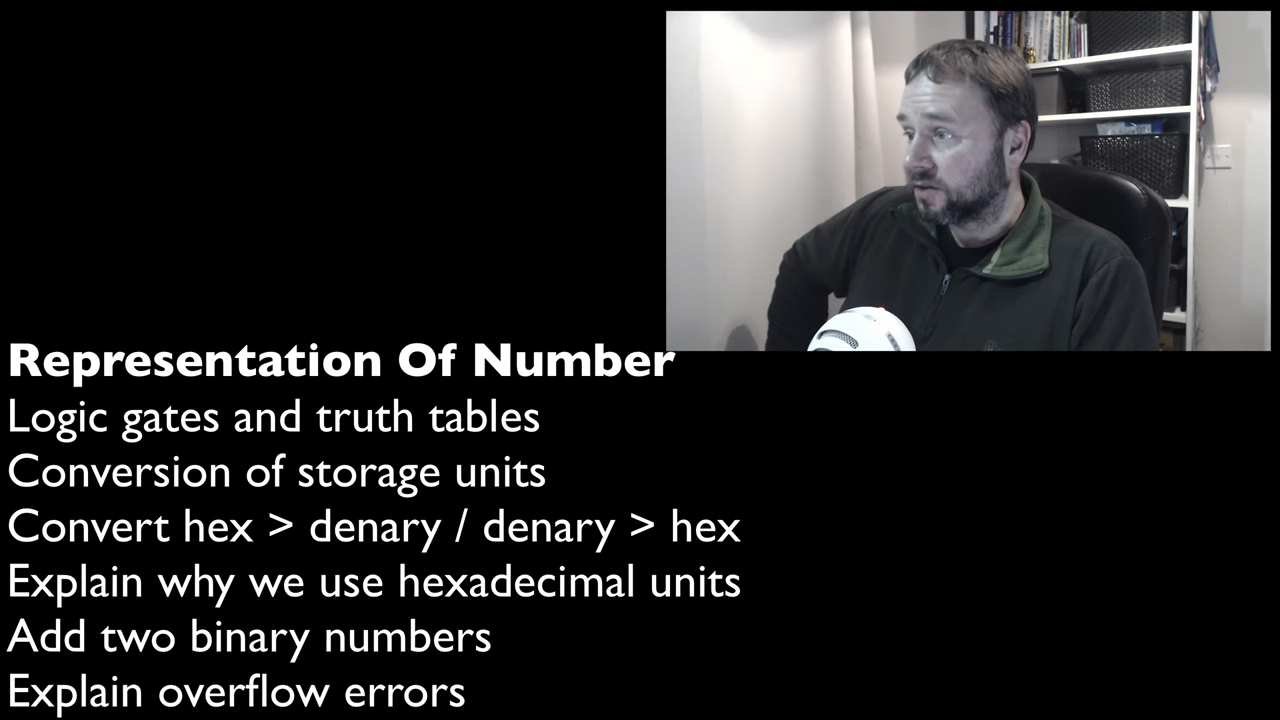 Representation Of Number
Logic gates and truth tables
Conversion of storage units
Convert hex > denary / denary > hex
Explain why we use hexadecimal units
Add two binary numbers
Explain overflow errors